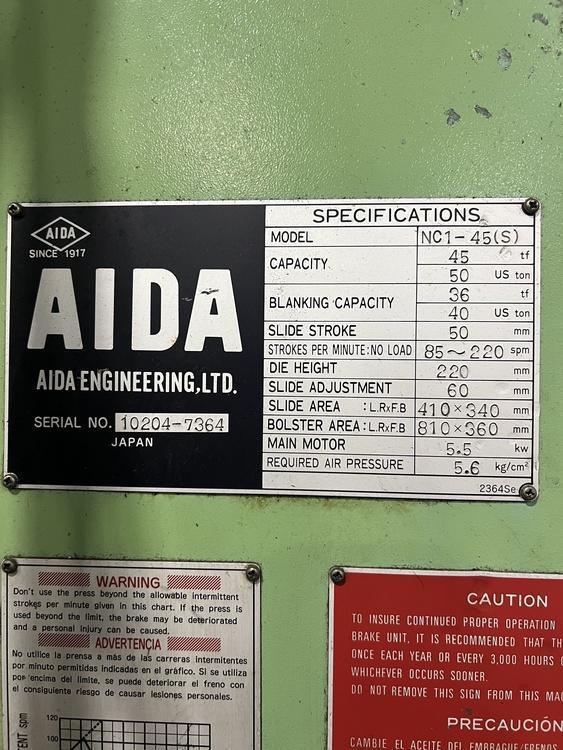 AIDA
SINCE 1917
AIDA
AIDA ENGINEERING, LTD.
SERIAL NO. 10204-7364
JAPAN
SPECIFICATIONS
MODEL NC1-45(S)
CAPACITY 45 tf
50 US ton
BLANKING CAPACITY 36 tf
40 US ton
SLIDE STROKE 50 mm
STROKES PER MINUTE: NO LOAD 85~220 spm
DIE HEIGHT 220 mm
SLIDE ADJUSTMENT 60 mm
SLIDE AREA : L.RxF.B 410×340 mm
BOLSTER AREA : L.RxF.B 810×360 mm
MAIN MOTOR 5.5 kw
REQUIRED AIR PRESSURE 5.6 kg/cm²
2364Se
WARNING
Don't use the press beyond the allowable intermittent
strokes per minute given in this chart. If the press is
used beyond the limit, the brake may be deteriorated
and a personal injury can be caused.
ADVERTENCIA
No utilice la prensa a más de las carreras intermitentes
por minuto permitidas indicadas en el gráfico. Si se utiliza
por encima del límite, se puede deteriorar el freno con
el consiguiente riesgo de causar lesiones personales.
120
100
spm
CAUTION
TO INSURE CONTINUED PROPER OPERATION
BRAKE UNIT, IT IS RECOMMENDED THAT
ONCE EACH YEAR OR EVERY 3,000 HOURS
WHICHEVER OCCURS SOONER.
DO NOT REMOVE THIS SIGN FROM THIS
PRECAUCIÓN
CAMBIE EL ACEITE DEL EMBRAGUE/FRENOS